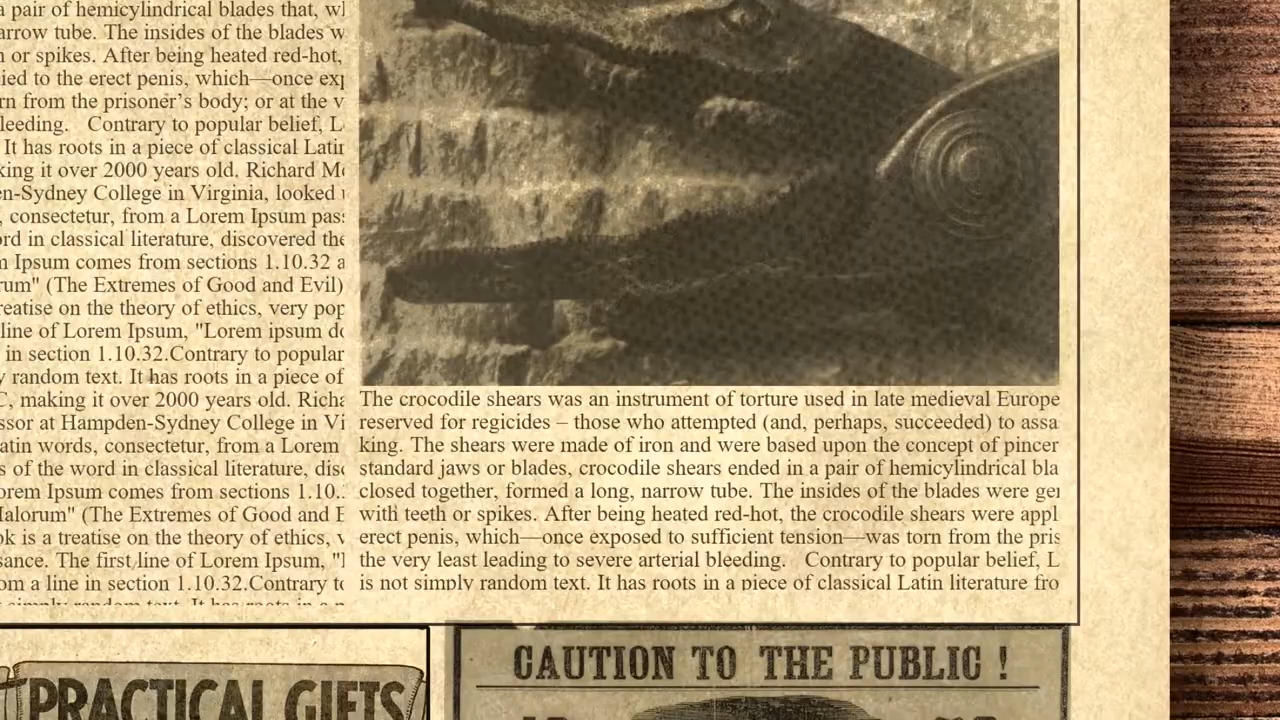 a pair of hemicylindrical blades that,
arrow tube. The insides of the blades
or spikes. After being heated red-hot,
ied to the erect penis, which—once exp
rn from the prisoner's body; or at the v
leeding. Contrary to popular belief, L
It has roots in a piece of classical Latin
king it over 2000 years old. Richard Mc
en-Sydney College in Virginia, looked
, consectetur, from a Lorem Ipsum pass
ord in classical literature, discovered the
m Ipsum comes from sections 1.10.32 a
rum" (The Extremes of Good and Evil)
reatise on the theory of ethics, very pop
line of Lorem Ipsum, "Lorem ipsum do
in section 1.10.32.Contrary to popular
y random text. It has roots in a piece of
C, making it over 2000 years old. Richa
ssor at Hampden-Sydney College in Vi
atin words, consectetur, from a Lorem
s of the word in classical literature, disc
orem Ipsum comes from sections 1.10.
Malorum" (The Extremes of Good and E
ok is a treatise on the theory of ethics, v
sance. The first line of Lorem Ipsum, "l
om a line in section 1.10.32.Contrary to
simply random text. It has roots in a p
The crocodile shears was an instrument of torture used in late medieval Europe
reserved for regicides – those who attempted (and, perhaps, succeeded) to assa
king. The shears were made of iron and were based upon the concept of pincer
standard jaws or blades, crocodile shears ended in a pair of hemicylindrical bla
closed together, formed a long, narrow tube. The insides of the blades were gen
with teeth or spikes. After being heated red-hot, the crocodile shears were appl
erect penis, which—once exposed to sufficient tension—was torn from the pris
the very least leading to severe arterial bleeding. Contrary to popular belief, L
is not simply random text. It has roots in a piece of classical Latin literature fro
PRACTICAL GIFTS
CAUTION TO THE PUBLIC !